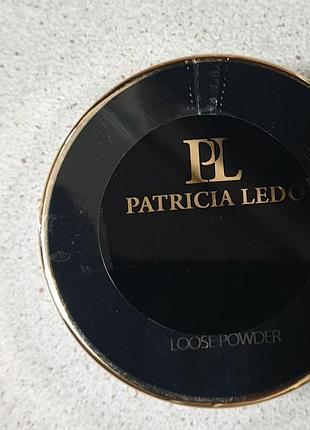 PL
PATRICIA LEDO
LOOSE POWDER